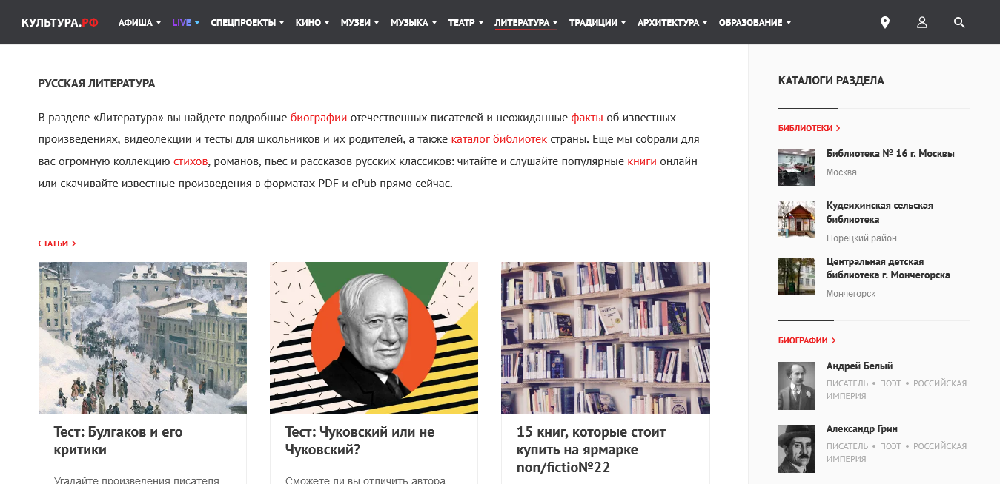 КУЛЬТУРА.РФ АФИША LIVE СПЕЦПРОЕКТЫ КИНО МУЗЕИ МУЗЫКА ТЕАТР ЛИТЕРАТУРА ТРАДИЦИИ АРХИТЕКТУРА ОБРАЗОВАНИЕ
РУССКАЯ ЛИТЕРАТУРА
В разделе «Литература» вы найдете подробные биографии отечественных писателей и неожиданные факты об известных
произведениях, видеолекции и тесты для школьников и их родителей, а также каталог библиотек страны. Еще мы собрали для
вас огромную коллекцию стихов, романов, пьес и рассказов русских классиков: читайте и слушайте популярные книги онлайн
или скачивайте известные произведения в форматах PDF и ePub прямо сейчас.
СТАТЬИ
Тест: Булгаков и его
критики
Угадайте произведения писателя
Тест: Чуковский или не
Чуковский?
Сможете ли вы отличить автора
15 книг, которые стоит
купить на ярмарке
non/fictio№22
КАТАЛОГИ РАЗДЕЛА
БИБЛИОТЕКИ
Библиотека № 16 г. Москвы
Москва
Кудеихинская сельская
библиотека
Порецкий район
Центральная детская
библиотека г. Мончегорска
Мончегорск
БИОГРАФИИ
Андрей Белый
ПИСАТЕЛЬ • ПОЭТ • РОССИЙСКАЯ
ИМПЕРИЯ
Александр Грин
ПИСАТЕЛЬ • ПОЭТ • РОССИЙСКАЯ
ИМПЕРИЯ